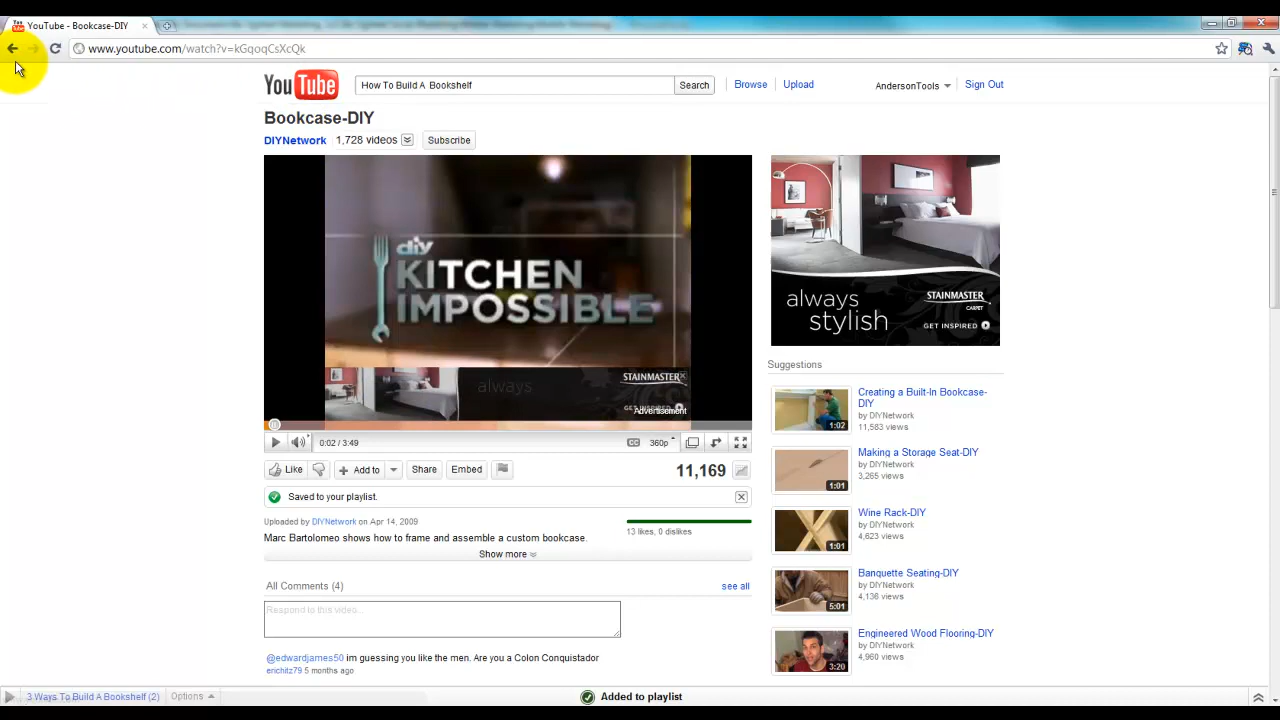 YouTube - Bookcase-DIY
www.youtube.com/watch?v=kGqoqCsXcQk
YouTube How To Build A Bookshelf Search Browse Upload AndersonTools Sign Out
Bookcase-DIY
DIYNetwork 1,728 videos Subscribe
diy
KITCHEN
IMPOSSIBLE
always
STAINMASTER
GET INSPIRED
Advertisement
0:02 / 3:49 CC 360p
Like Add to Share Embed 11,169
Saved to your playlist.
Uploaded by DIYNetwork on Apr 14, 2009
13 likes, 0 dislikes
Marc Bartolomeo shows how to frame and assemble a custom bookcase.
Show more
All Comments (4) see all
Respond to this video...
@edwardjames50 im guessing you like the men. Are you a Colon Conquistador
erichitz79 5 months ago
always
stylish
STAINMASTER
CARPET
GET INSPIRED
Suggestions
Creating a Built-In Bookcase-
DIY
by DIYNetwork
11,583 views
1:02
Making a Storage Seat-DIY
by DIYNetwork
3,265 views
1:01
Wine Rack-DIY
by DIYNetwork
4,623 views
1:01
Banquette Seating-DIY
by DIYNetwork
4,136 views
5:01
Engineered Wood Flooring-DIY
by DIYNetwork
4,960 views
3:20
3 Ways To Build A Bookshelf (2) Options Added to playlist